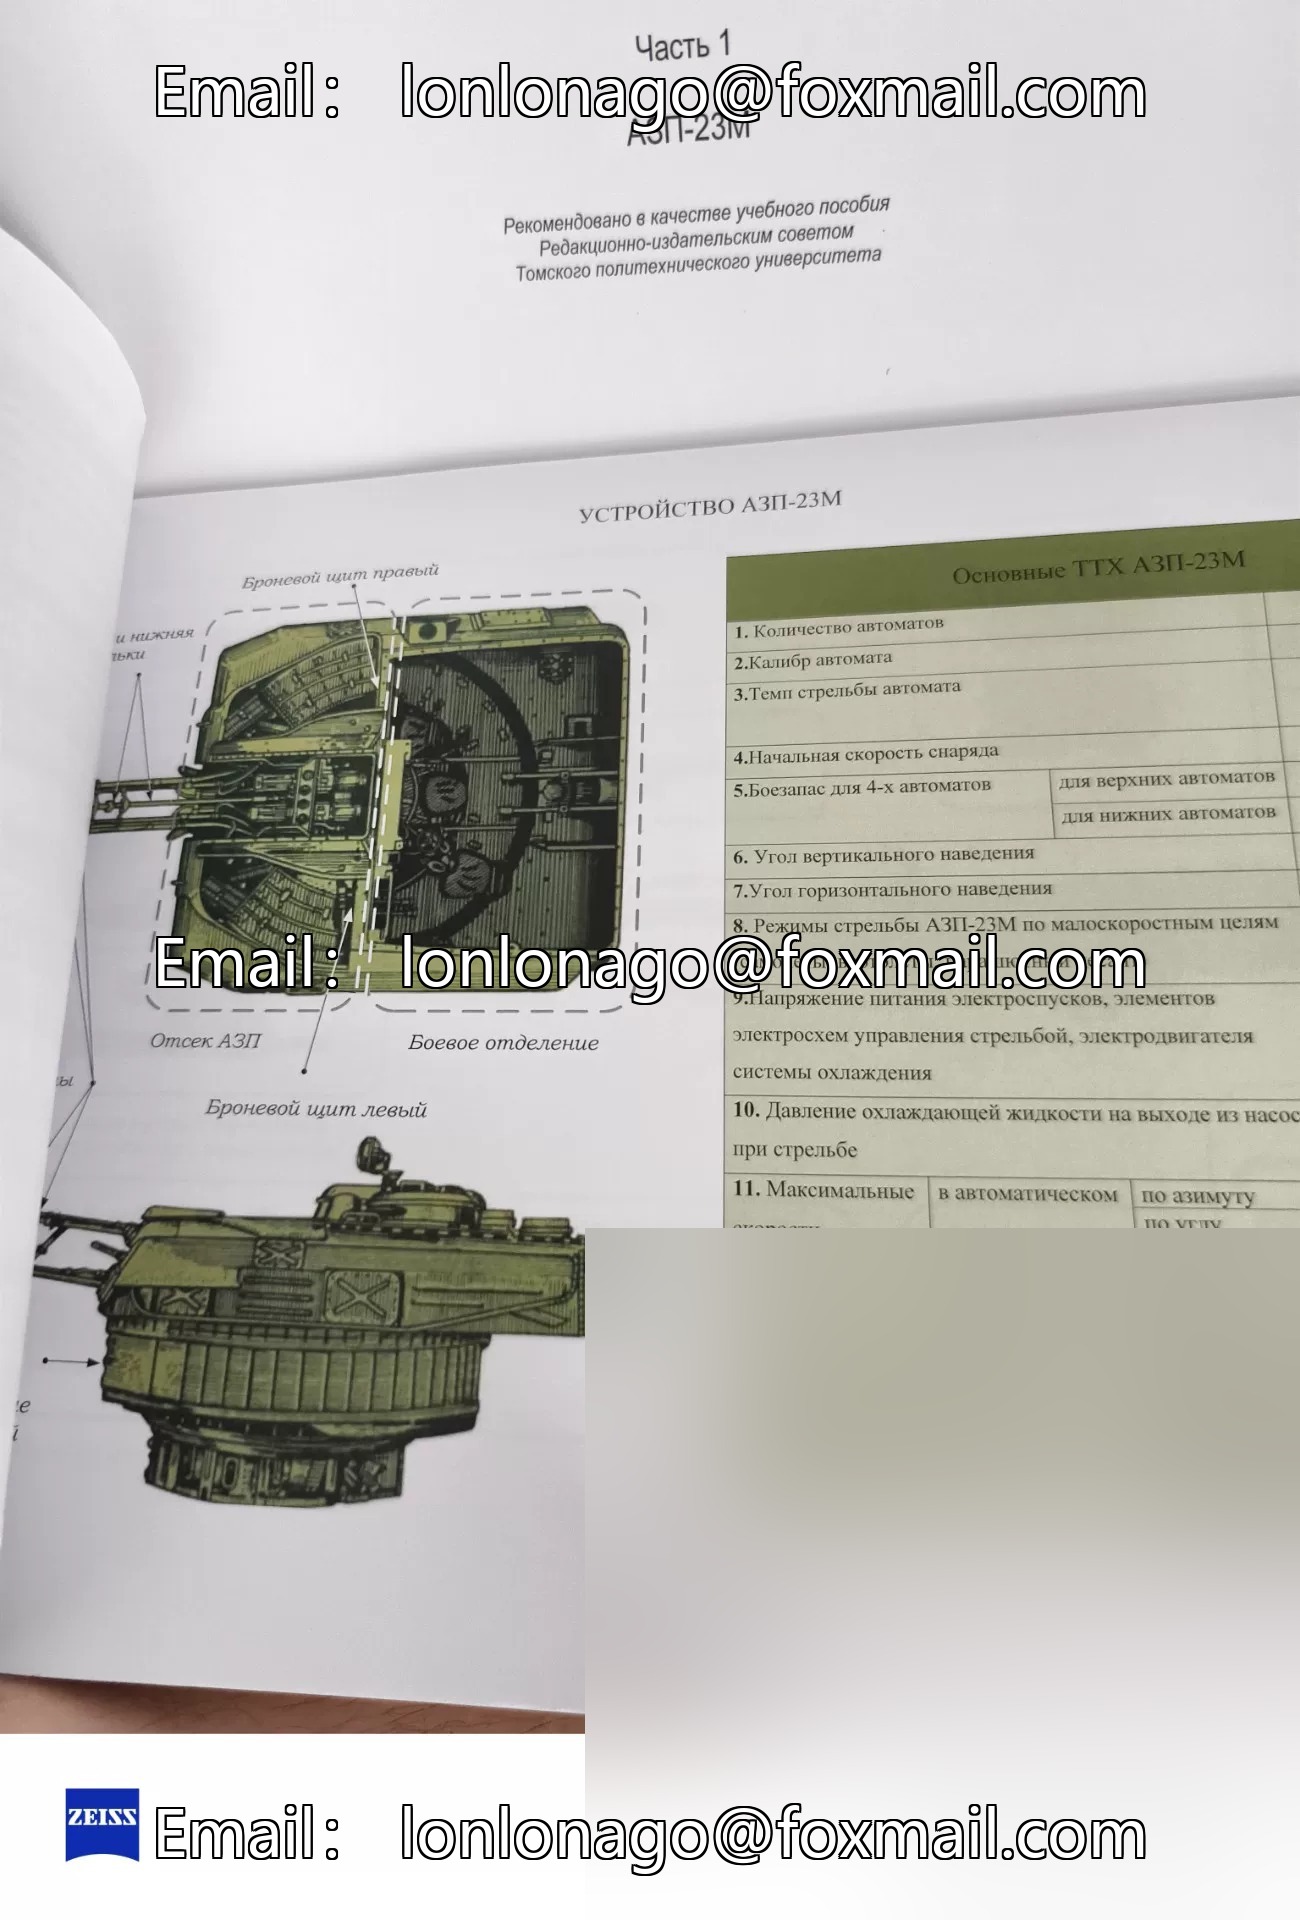 Часть 1
Email: lonlonago@foxmail.com
АЗП-23М
Рекомендовано в качестве учебного пособия
Редакционно-издательским советом
Томского политехнического университета
УСТРОЙСТВО АЗП-23М
Броневой щит правый
и нижняя
Отсек АЗП
Боевое отделение
Броневой щит левый
Основные ТТХ АЗП-23М
1. Количество автоматов
2.Калибр автомата
3.Темп стрельбы автомата
4.Начальная скорость снаряда
5.Боезапас для 4-х автоматов
для верхних автоматов
для нижних автоматов
6. Угол вертикального наведения
7.Угол горизонтального наведения
8. Режимы стрельбы АЗП-23М по малоскоростным целям
Email: lonlonago@foxmail.com
9.Напряжение питания электроспусков, элементов
электросхем управления стрельбой, электродвигателя
системы охлаждения
10. Давление охлаждающей жидкости на выходе из насос
при стрельбе
11. Максимальные
в автоматическом
по азимуту
по углу
ZEISS
Email: lonlonago@foxmail.com